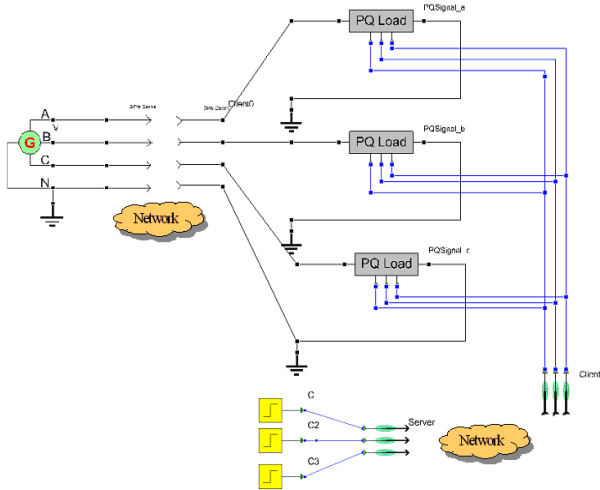 PQSignal_a
PQ Load
Client0
A
V
B
G
C
N
PQSignal_b
PQ Load
Network
PQSignal_c
PQ Load
Client
C
Server
C2
Network
C3